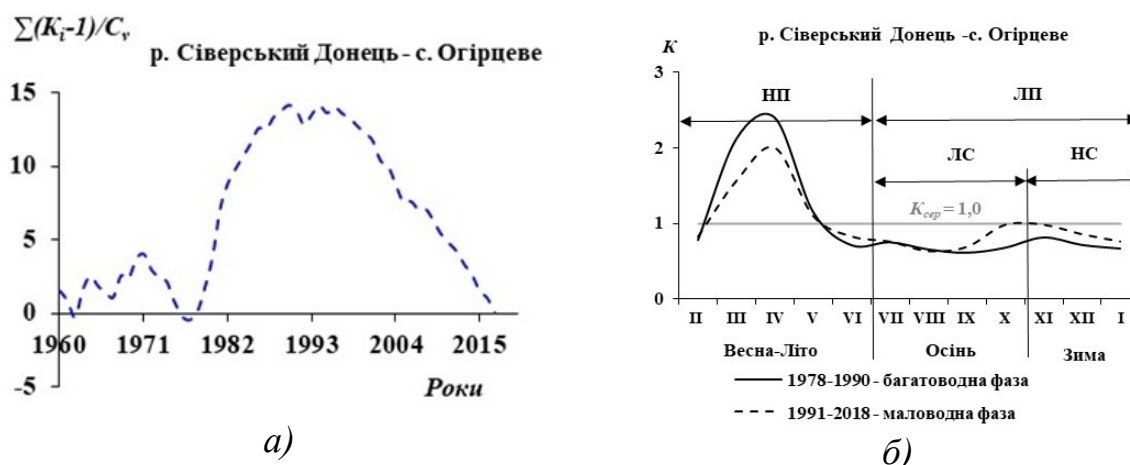 ∑(Kᵢ-1)/Cᵥ
р. Сіверський Донець - с. Огірцеве
15
10
5
0
-5
1960 1971 1982 1993 2004 2015
Роки
а)
р. Сіверський Донець -с. Огірцеве
К
3
2
1
0
НП
ЛП
ЛС
НС
Ксер = 1,0
II III IV V VI VII VIII IX X XI XII I
Весна-Літо Осінь Зима
1978-1990 - багатоводна фаза
1991-2018 - маловодна фаза
б)